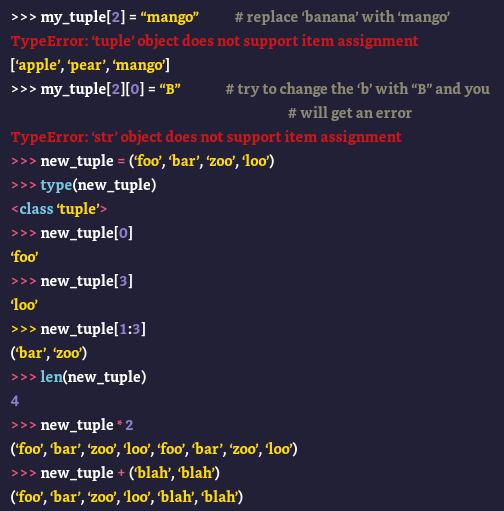 >>> my_tuple[2] = “mango” # replace ‘banana’ with ‘mango’
TypeError: ‘tuple’ object does not support item assignment
[‘apple’, ‘pear’, ‘mango’]
>>> my_tuple[2][0] = “B” # try to change the ‘b’ with “B” and you
# will get an error
TypeError: ‘str’ object does not support item assignment
>>> new_tuple = (‘foo’, ‘bar’, ‘zoo’, ‘loo’)
>>> type(new_tuple)
<class ‘tuple’>
>>> new_tuple[0]
‘foo’
>>> new_tuple[3]
‘loo’
>>> new_tuple[1:3]
(‘bar’, ‘zoo’)
>>> len(new_tuple)
4
>>> new_tuple * 2
(‘foo’, ‘bar’, ‘zoo’, ‘loo’, ‘foo’, ‘bar’, ‘zoo’, ‘loo’)
>>> new_tuple + (‘blah’, ‘blah’)
(‘foo’, ‘bar’, ‘zoo’, ‘loo’, ‘blah’, ‘blah’)